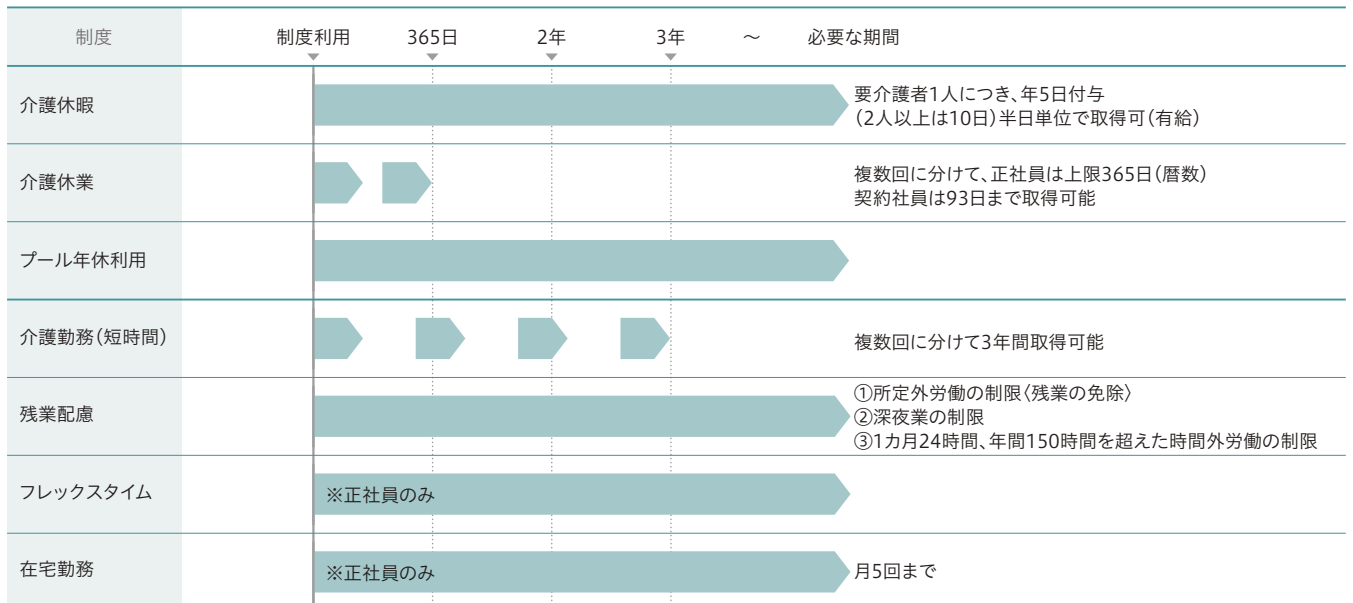 制度 制度利用 365日 2年 3年 ～ 必要な期間
介護休暇
要介護者1人につき、年5日付与
（2人以上は10日）半日単位で取得可（有給）
介護休業
複数回に分けて、正社員は上限365日（暦数）
契約社員は93日まで取得可能
プール年休利用
介護勤務（短時間）
複数回に分けて3年間取得可能
残業配慮
①所定外労働の制限〈残業の免除〉
②深夜業の制限
③1カ月24時間、年間150時間を超えた時間外労働の制限
フレックスタイム
※正社員のみ
在宅勤務
※正社員のみ
月5回まで